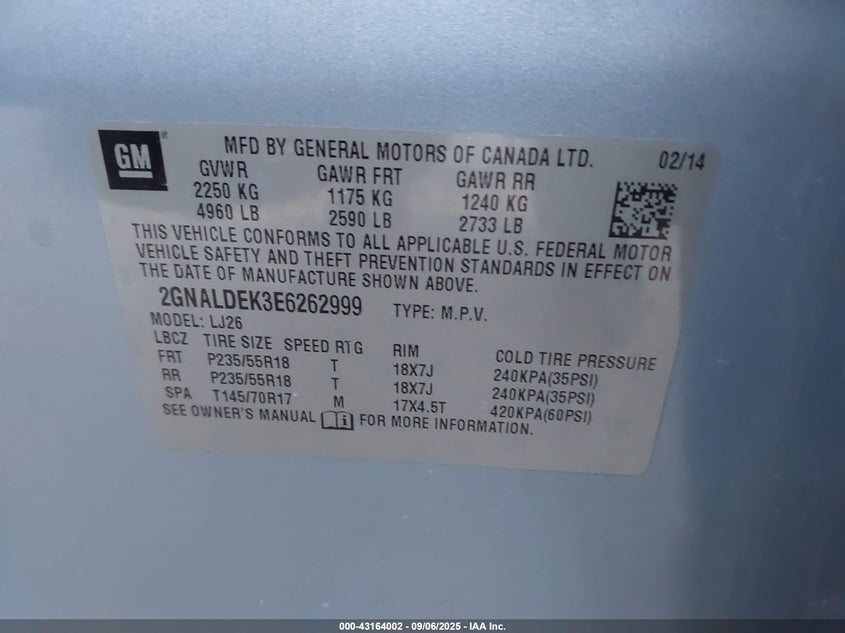 GM
MFD BY GENERAL MOTORS OF CANADA LTD. 02/14
GVWR GAWR FRT GAWR RR
2250 KG 1175 KG 1240 KG
4960 LB 2590 LB 2733 LB
THIS VEHICLE CONFORMS TO ALL APPLICABLE U.S. FEDERAL MOTOR
VEHICLE SAFETY AND THEFT PREVENTION STANDARDS IN EFFECT ON
THE DATE OF MANUFACTURE SHOWN ABOVE.
2GNALDEK3E6262999 TYPE: M.P.V.
MODEL: LJ26
LBCZ TIRE SIZE SPEED RTG RIM COLD TIRE PRESSURE
FRT P235/55R18 T 18X7J 240KPA(35PSI)
RR P235/55R18 T 18X7J 240KPA(35PSI)
SPA T145/70R17 M 17X4.5T 420KPA(60PSI)
SEE OWNER'S MANUAL FOR MORE INFORMATION.
000-43164002 - 09/06/2025 - IAA Inc.